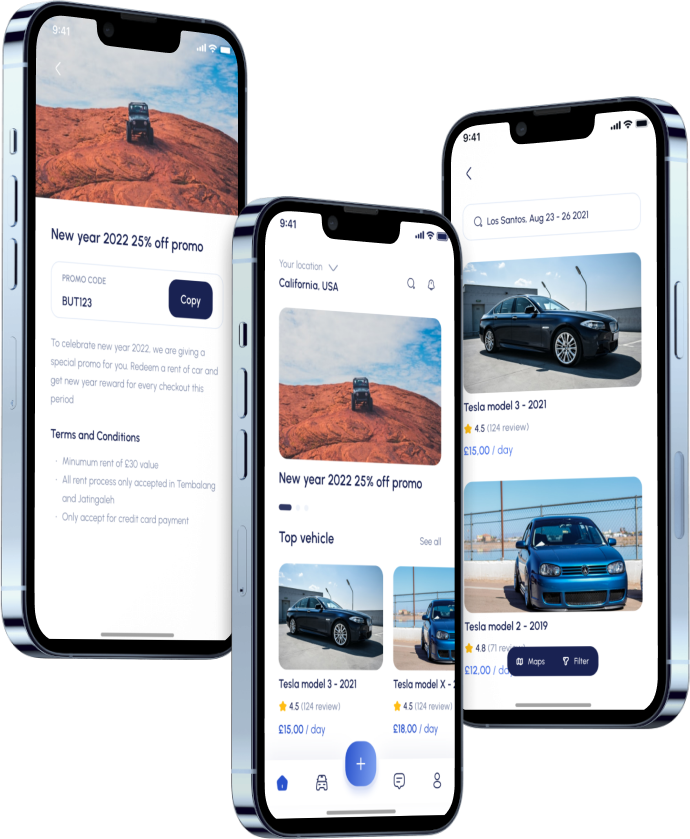 9:41
New year 2022 25% off promo
PROMO CODE
BUT123
Copy
To celebrate new year 2022, we are giving a
special promo for you. Redeem a rent of car and
get new year reward for every checkout this
period
Terms and Conditions
· Minumum rent of £30 value
· All rent process only accepted in Tembalang
and Jatingaleh
· Only accept for credit card payment
9:41
Your location
California, USA
New year 2022 25% off promo
Top vehicle
See all
Tesla model 3 - 2021
4.5 (124 review)
£15,00 / day
Tesla model X - 2
4.5 (124 review)
£18,00 / day
9:41
Los Santos, Aug 23 - 26 2021
Tesla model 3 - 2021
4.5 (124 review)
£15,00 / day
Tesla model 2 - 2019
4.8 (71 revie
£12,00 / da
Maps
Filter